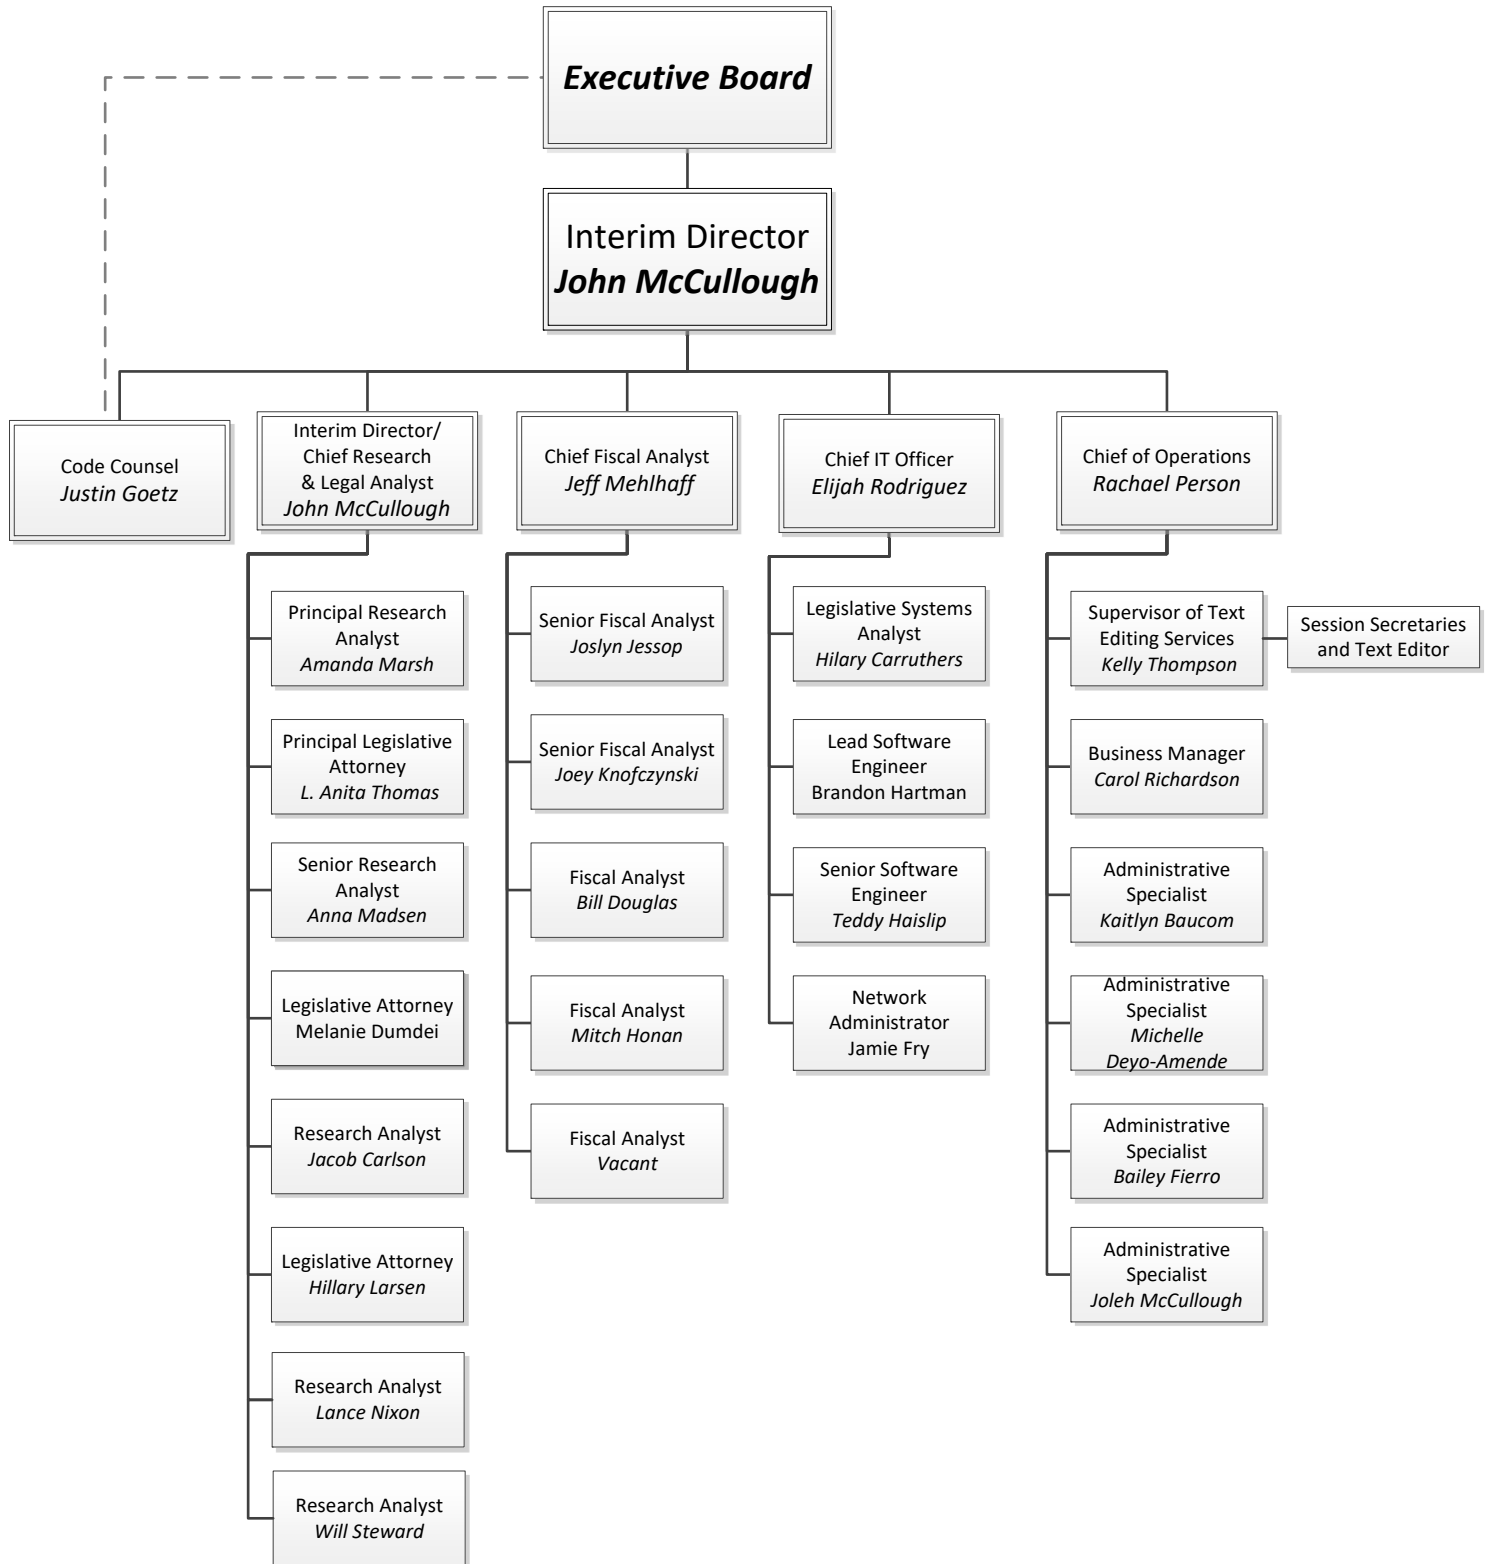 Executive Board
Interim Director
John McCullough
Code Counsel
Justin Goetz
Interim Director/
Chief Research
& Legal Analyst
John McCullough
Chief Fiscal Analyst
Jeff Mehlhaff
Chief IT Officer
Elijah Rodriguez
Chief of Operations
Rachael Person
Principal Research
Analyst
Amanda Marsh
Principal Legislative
Attorney
L. Anita Thomas
Senior Research
Analyst
Anna Madsen
Legislative Attorney
Melanie Dumdei
Research Analyst
Jacob Carlson
Legislative Attorney
Hillary Larsen
Research Analyst
Lance Nixon
Research Analyst
Will Steward
Senior Fiscal Analyst
Joslyn Jessop
Senior Fiscal Analyst
Joey Knofczynski
Fiscal Analyst
Bill Douglas
Fiscal Analyst
Mitch Honan
Fiscal Analyst
Vacant
Legislative Systems
Analyst
Hilary Carruthers
Lead Software
Engineer
Brandon Hartman
Senior Software
Engineer
Teddy Haislip
Network
Administrator
Jamie Fry
Supervisor of Text
Editing Services
Kelly Thompson
Session Secretaries
and Text Editor
Business Manager
Carol Richardson
Administrative
Specialist
Kaitlyn Baucom
Administrative
Specialist
Michelle
Deyo-Amende
Administrative
Specialist
Bailey Fierro
Administrative
Specialist
Joleh McCullough